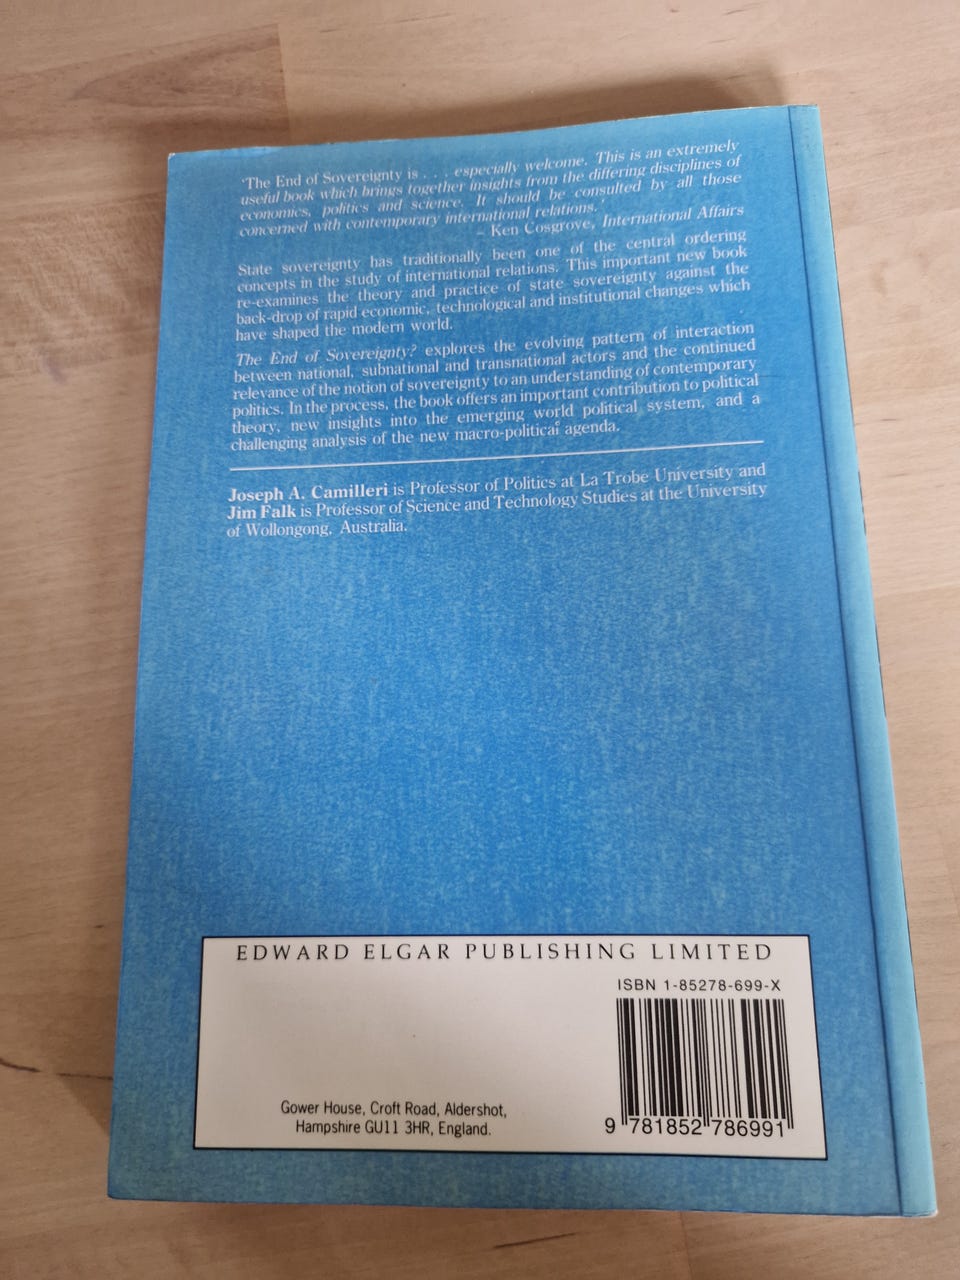 'The End of Sovereignty is . . . especially welcome. This is an extremely
useful book which brings together insights from the differing disciplines of
economics, politics and science. It should be consulted by all those
concerned with contemporary international relations.'
– Ken Cosgrove, International Affairs
State sovereignty has traditionally been one of the central ordering
concepts in the study of international relations. This important new book
re-examines the theory and practice of state sovereignty against the
back-drop of rapid economic, technological and institutional changes which
have shaped the modern world.
The End of Sovereignty? explores the evolving pattern of interaction
between national, subnational and transnational actors and the continued
relevance of the notion of sovereignty to an understanding of contemporary
politics. In the process, the book offers an important contribution to political
theory, new insights into the emerging world political system, and a
challenging analysis of the new macro-political agenda.
Joseph A. Camilleri is Professor of Politics at La Trobe University and
Jim Falk is Professor of Science and Technology Studies at the University
of Wollongong, Australia.
EDWARD ELGAR PUBLISHING LIMITED
ISBN 1-85278-699-X
Gower House, Croft Road, Aldershot,
Hampshire GU11 3HR, England.
9 781852 786991